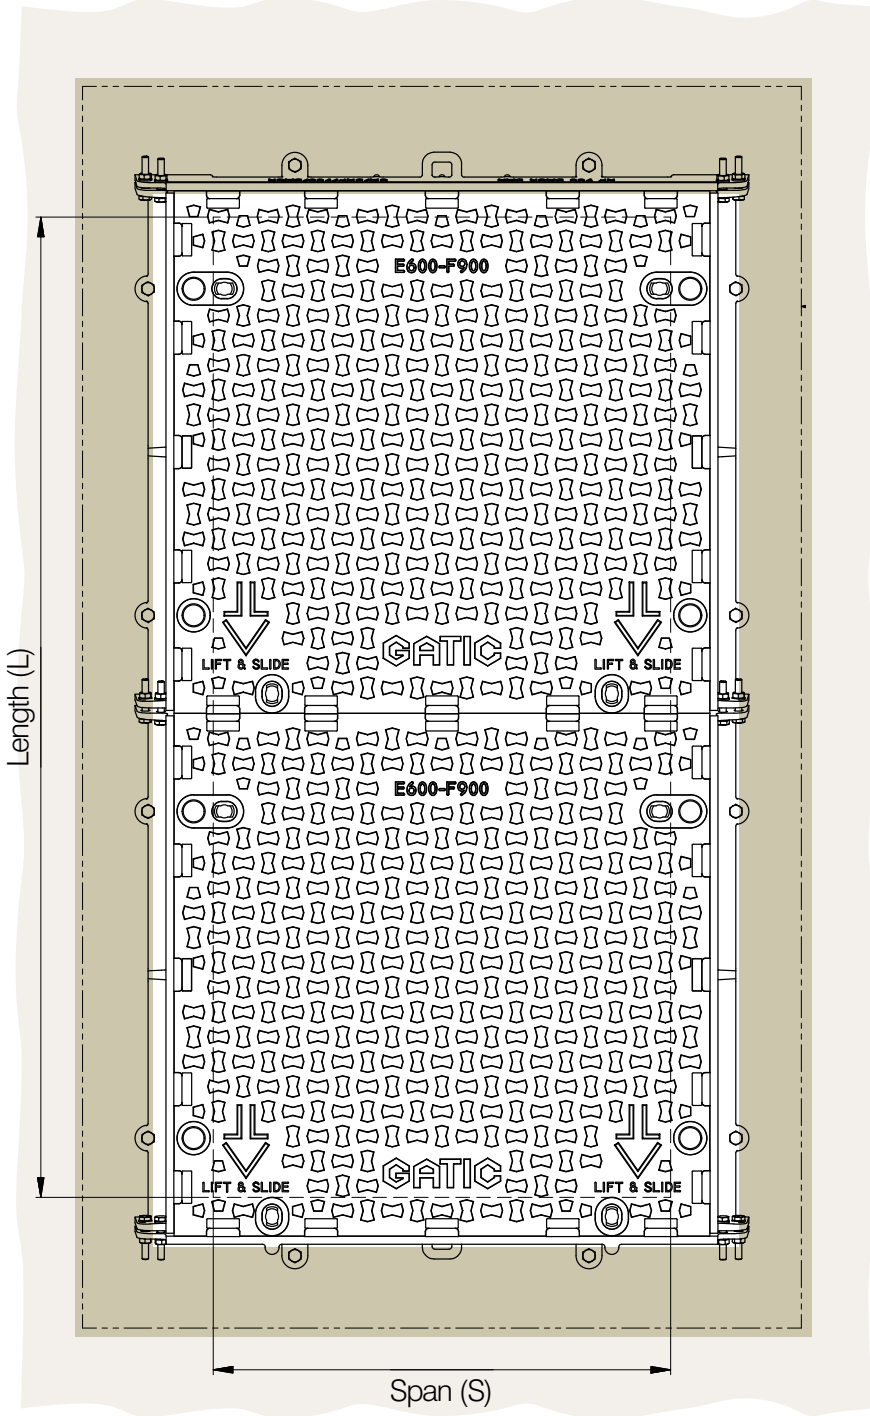 E600-F900
GATIC
LIFT & SLIDE
LIFT & SLIDE
Length (L)
E600-F900
GATIC
LIFT & SLIDE
LIFT & SLIDE
Span (S)